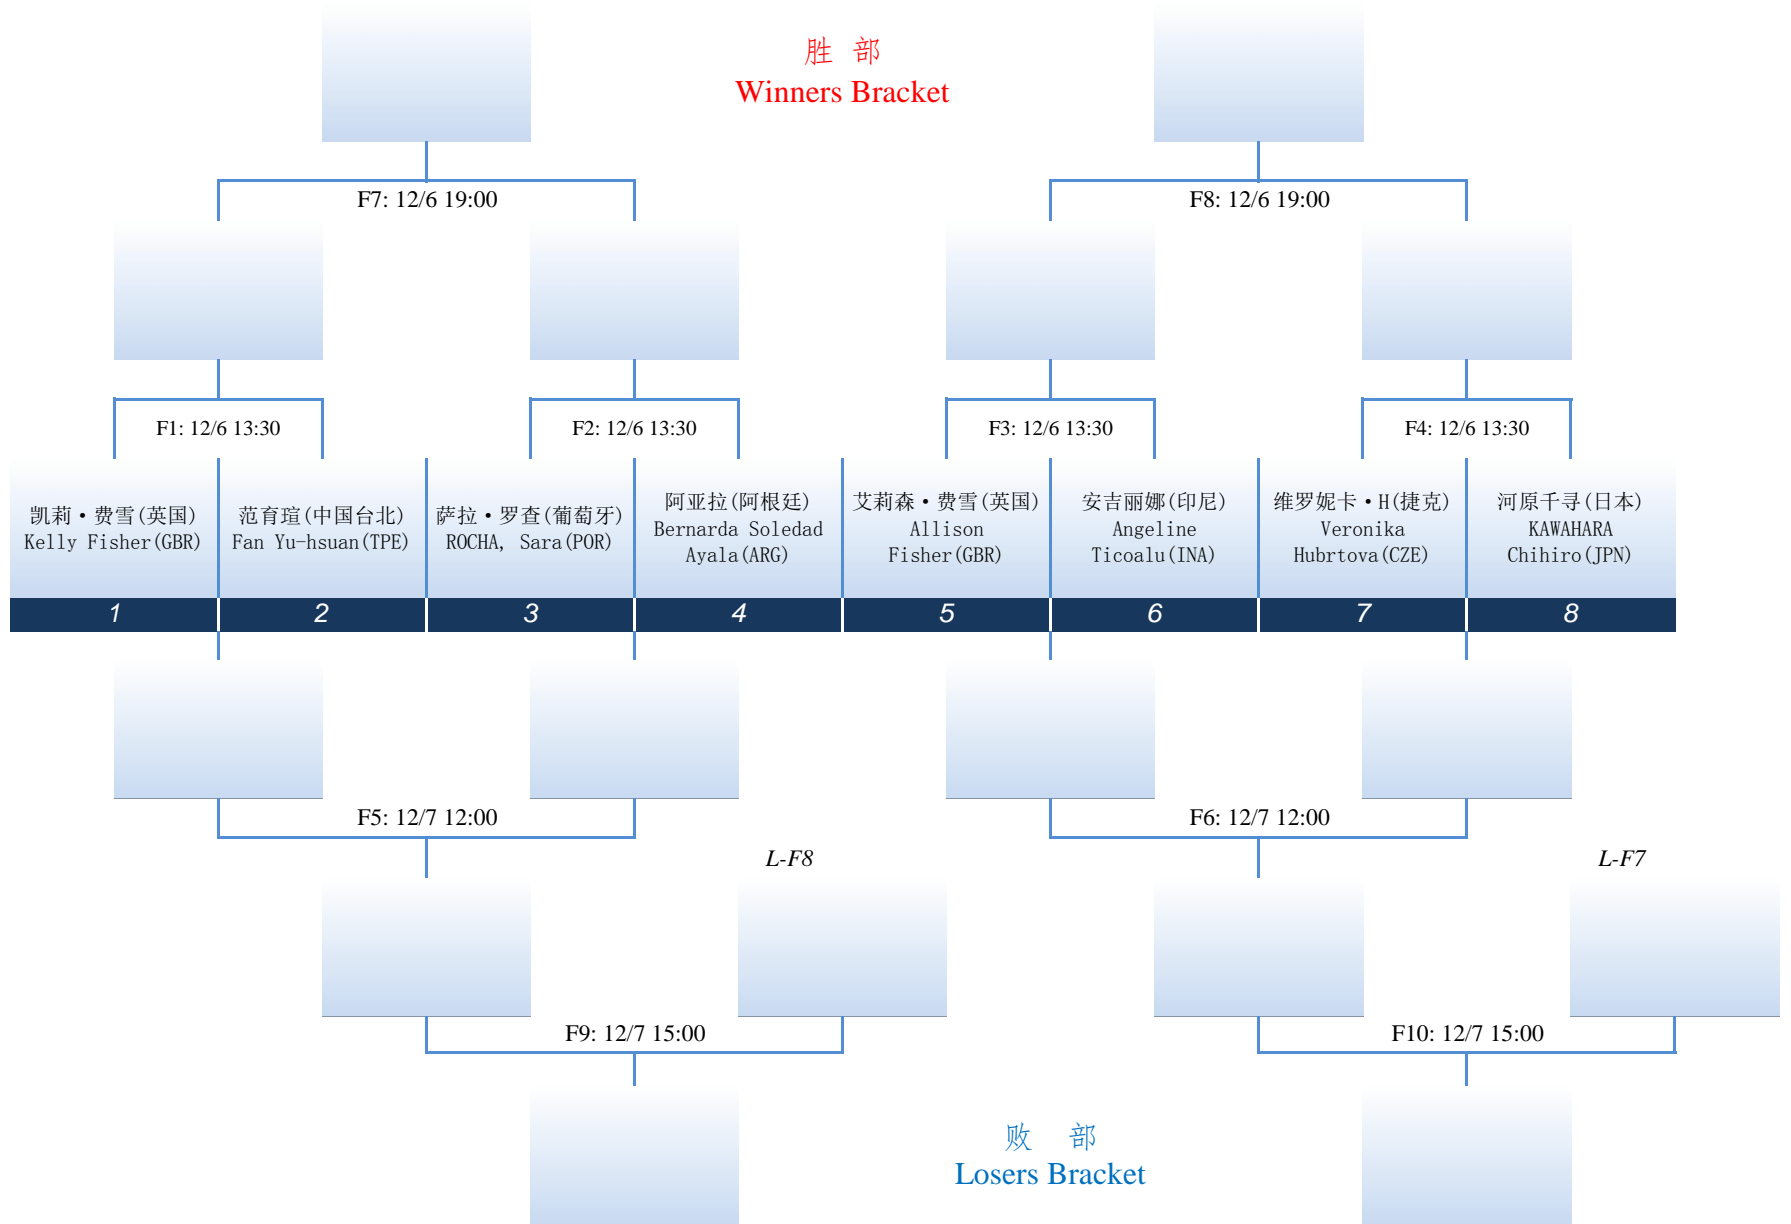 胜 部
Winners Bracket
F7: 12/6 19:00
F8: 12/6 19:00
F1: 12/6 13:30
F2: 12/6 13:30
F3: 12/6 13:30
F4: 12/6 13:30
凯莉·费雪(英国)
Kelly Fisher(GBR)
范育瑄(中国台北)
Fan Yu-hsuan(TPE)
萨拉·罗查(葡萄牙)
ROCHA, Sara(POR)
阿亚拉(阿根廷)
Bernarda Soledad
Ayala(ARG)
艾莉森·费雪(英国)
Allison
Fisher(GBR)
安吉丽娜(印尼)
Angeline
Ticoalu(INA)
维罗妮卡·H(捷克)
Veronika
Hubrtova(CZE)
河原千寻(日本)
KAWAHARA
Chihiro(JPN)
1
2
3
4
5
6
7
8
F5: 12/7 12:00
F6: 12/7 12:00
L-F8
L-F7
F9: 12/7 15:00
F10: 12/7 15:00
败 部
Losers Bracket